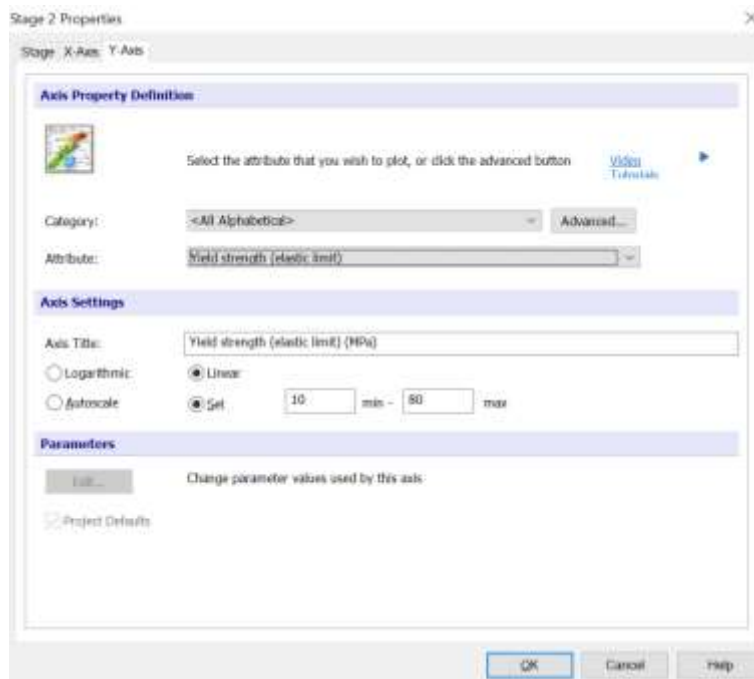 Stage 2 Properties
Stage X-Axis Y-Axis
Axis Property Definition
Select the attribute that you wish to plot, or click the advanced button
Video
Tutorials
Category: <All Alphabetical> Advanced...
Attribute: Yield strength (elastic limit)
Axis Settings
Axis Title: Yield strength (elastic limit) (MPa)
Logarithmic Linear
Autoscale Set 10 min - 80 max
Parameters
Edit... Change parameter values used by this axis
Project Defaults
OK Cancel Help